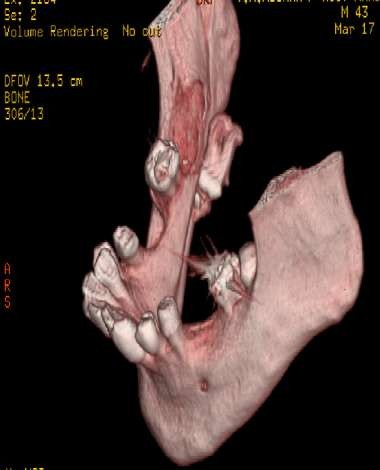 Se: 2
M 43
Volume Rendering No cut
Mar 17
DFOV 13.5 cm
BONE
306/13
A
R
S